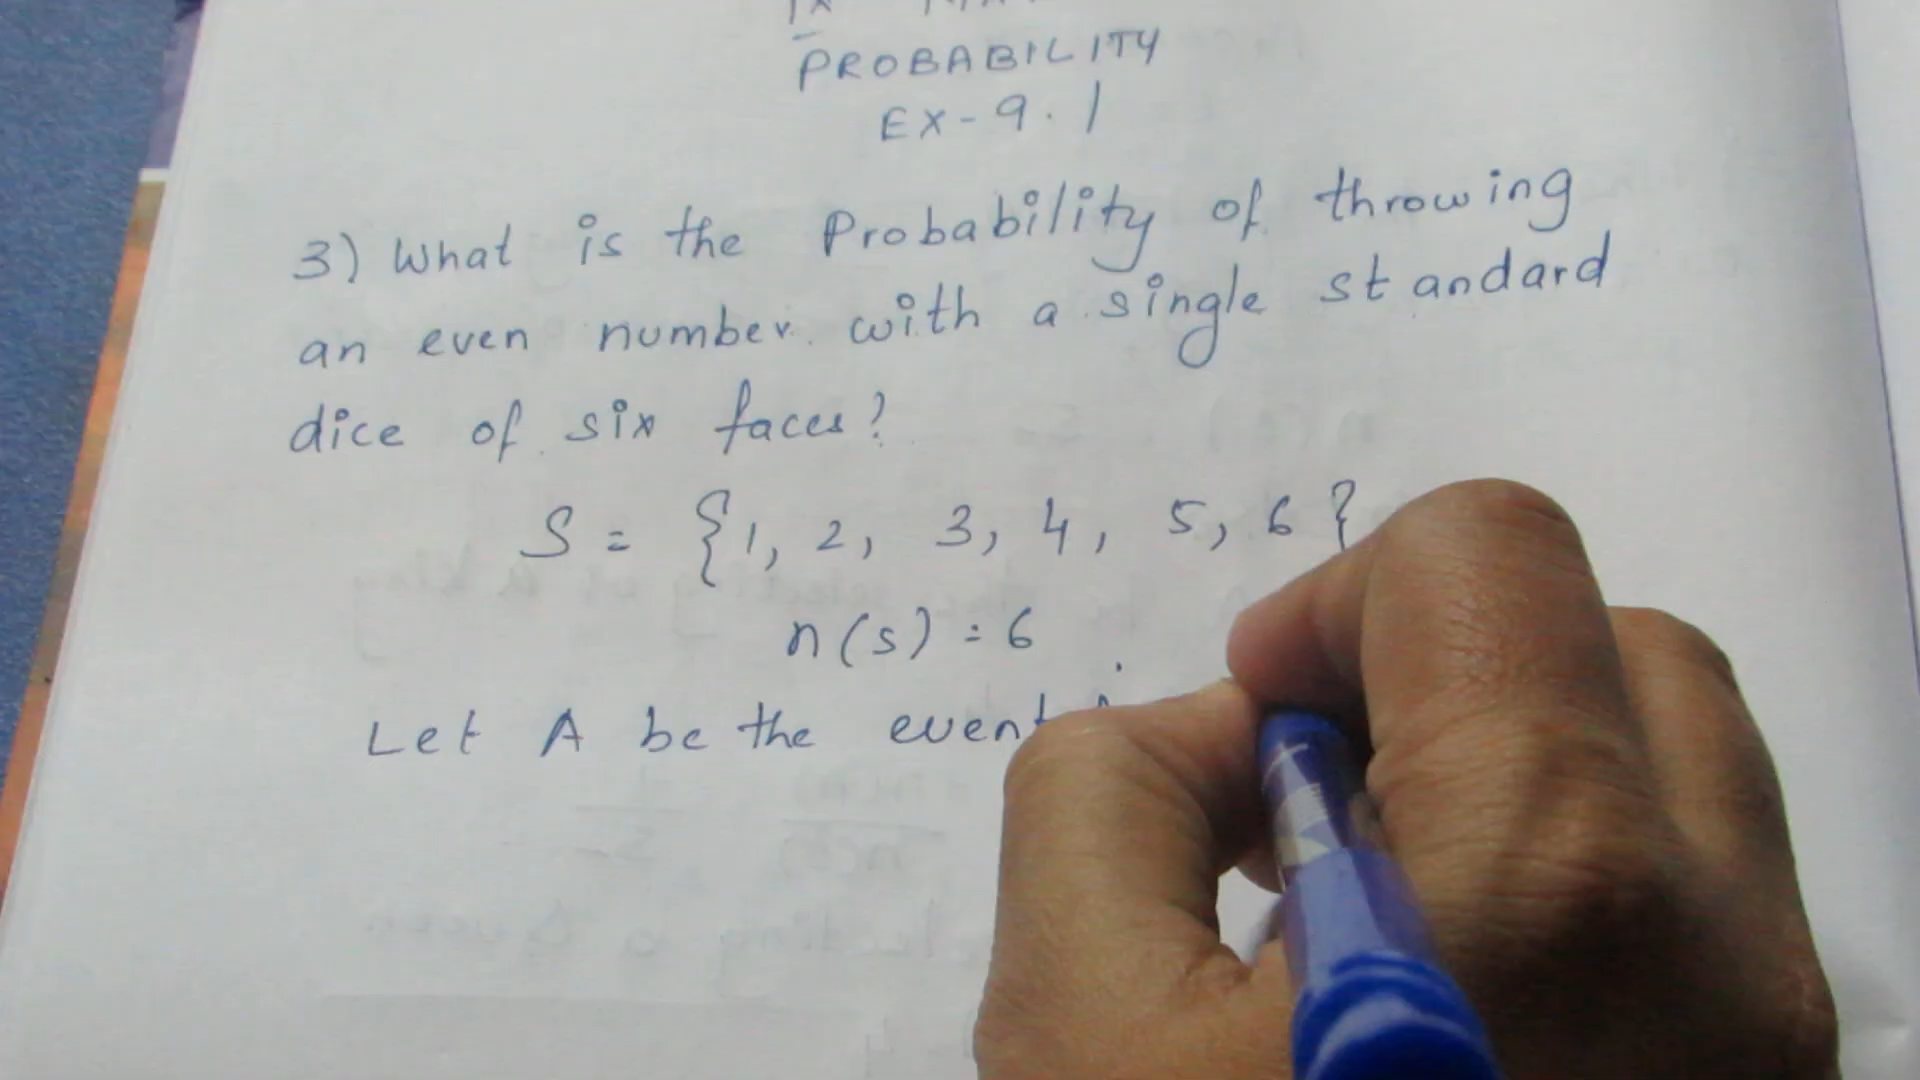 PROBABILITY
EX-9.1
3) What is the Probability of throwing
an even number with a single standard
dice of six faces?
S = {1, 2, 3, 4, 5, 6}
n(s) = 6
Let A be the event